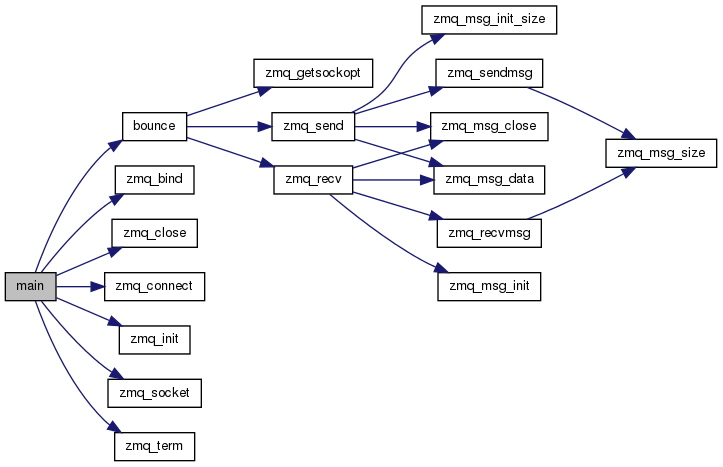 main
bounce
zmq_bind
zmq_close
zmq_connect
zmq_init
zmq_socket
zmq_term
zmq_getsockopt
zmq_send
zmq_recv
zmq_msg_init_size
zmq_sendmsg
zmq_msg_close
zmq_msg_data
zmq_recvmsg
zmq_msg_init
zmq_msg_size